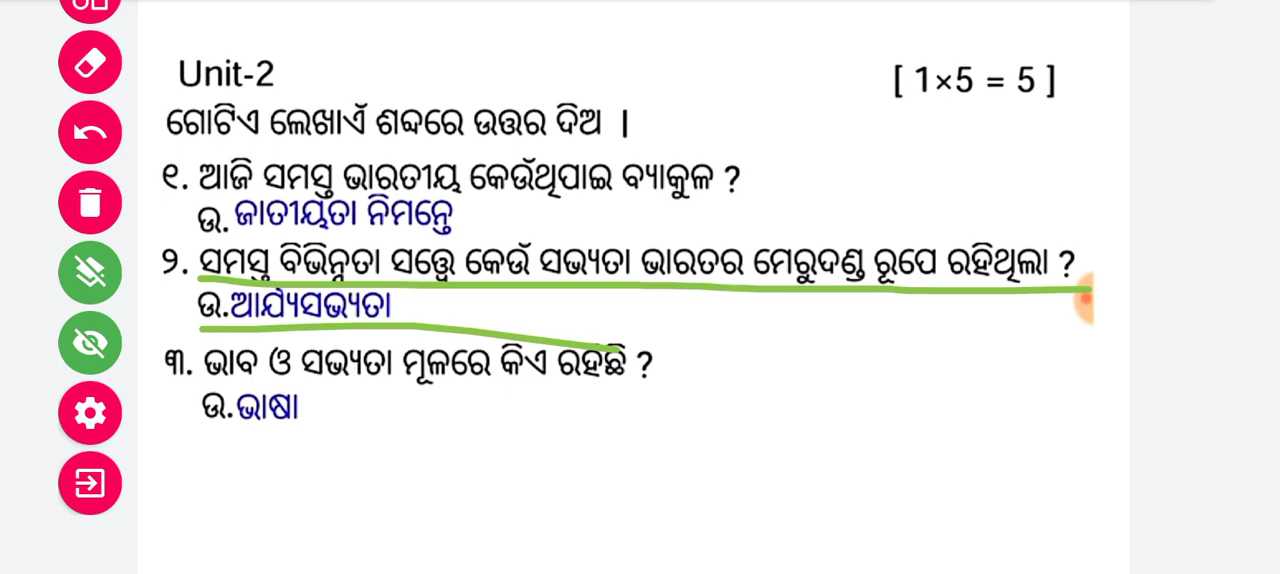 Unit-2 [ 1×5 = 5 ]
ଗୋଟିଏ ଲେଖାଏଁ ଶବ୍ଦରେ ଉତ୍ତର ଦିଅ |
୧. ଆଜି ସମସ୍ତ ଭାରତୀୟ କେଉଁଥିପାଇ ବ୍ୟାକୁଳ ?
ଉ. ଜାତୀୟତା ନିମନ୍ତେ
୨. ସମସ୍ତ ବିଭିନ୍ନତା ସତ୍ତ୍ୱେ କେଉଁ ସଭ୍ୟତା ଭାରତର ମେରୁଦଣ୍ଡ ରୂପେ ରହିଥିଲା ?
ଉ.ଆର୍ଯ୍ୟସଭ୍ୟତା
୩. ଭାବ ଓ ସଭ୍ୟତା ମୂଳରେ କିଏ ରହିଛି ?
ଉ.ଭାଷା